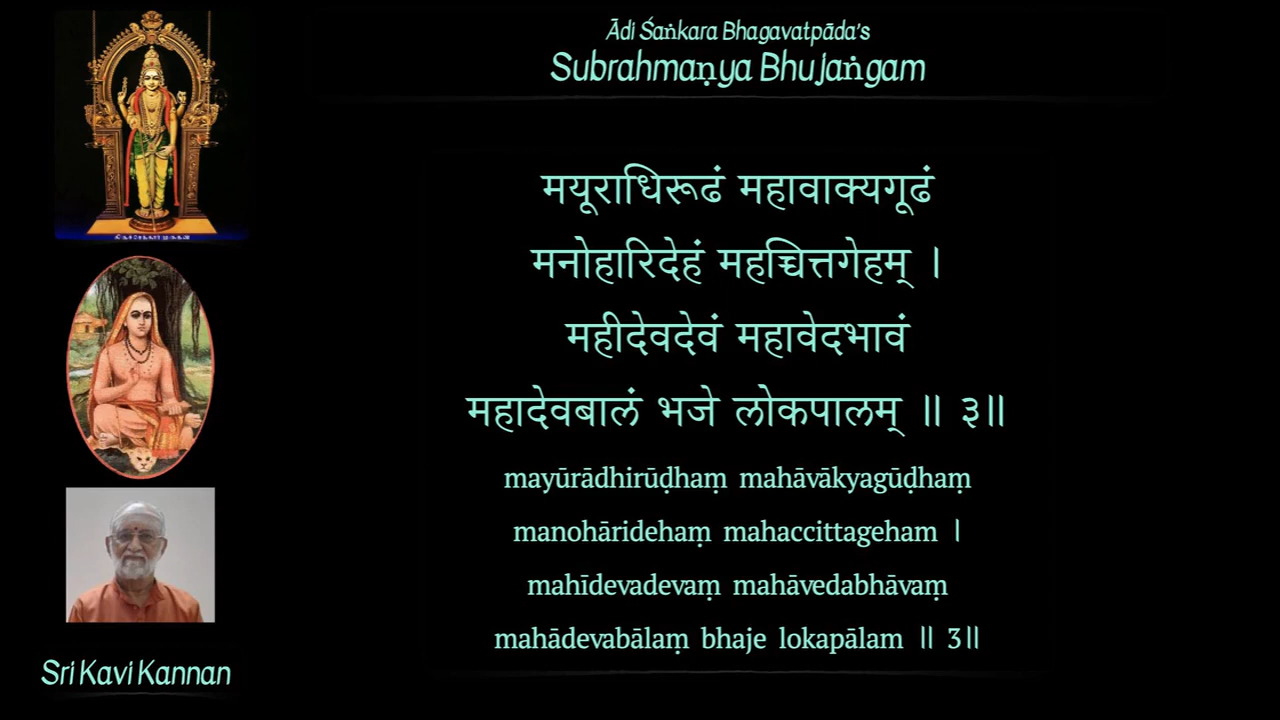 Ādi Śaṅkara Bhagavatpāda's
Subrahmaṇya Bhujaṅgam
मयूराधिरूढं महावाक्यगूढं
मनोहारिदेहं महच्चित्तगेहम् ।
महीदेवदेवं महावेदभावं
महादेवबालं भजे लोकपालम् ॥ ३॥
mayūrādhirūḍhaṃ mahāvākyagūḍhaṃ
manohāridehaṃ mahaccittageham |
mahīdevadevaṃ mahāvedabhāvaṃ
mahādevabālaṃ bhaje lokapālam || 3||
Sri Kavi Kannan